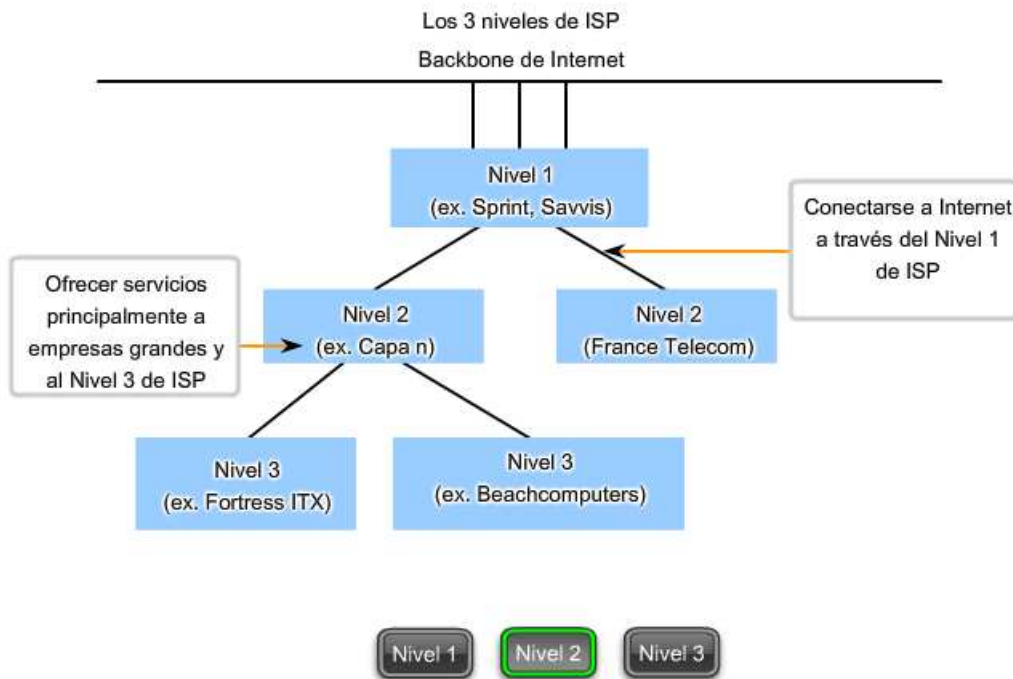 Los 3 niveles de ISP
Backbone de Internet
Nivel 1
(ex. Sprint, Savvis)
Conectarse a Internet
a través del Nivel 1
de ISP
Ofrecer servicios
principalmente a
empresas grandes y
al Nivel 3 de ISP
Nivel 2
(ex. Capa n)
Nivel 2
(France Telecom)
Nivel 3
(ex. Fortress ITX)
Nivel 3
(ex. Beachcomputers)
Nivel 1
Nivel 2
Nivel 3